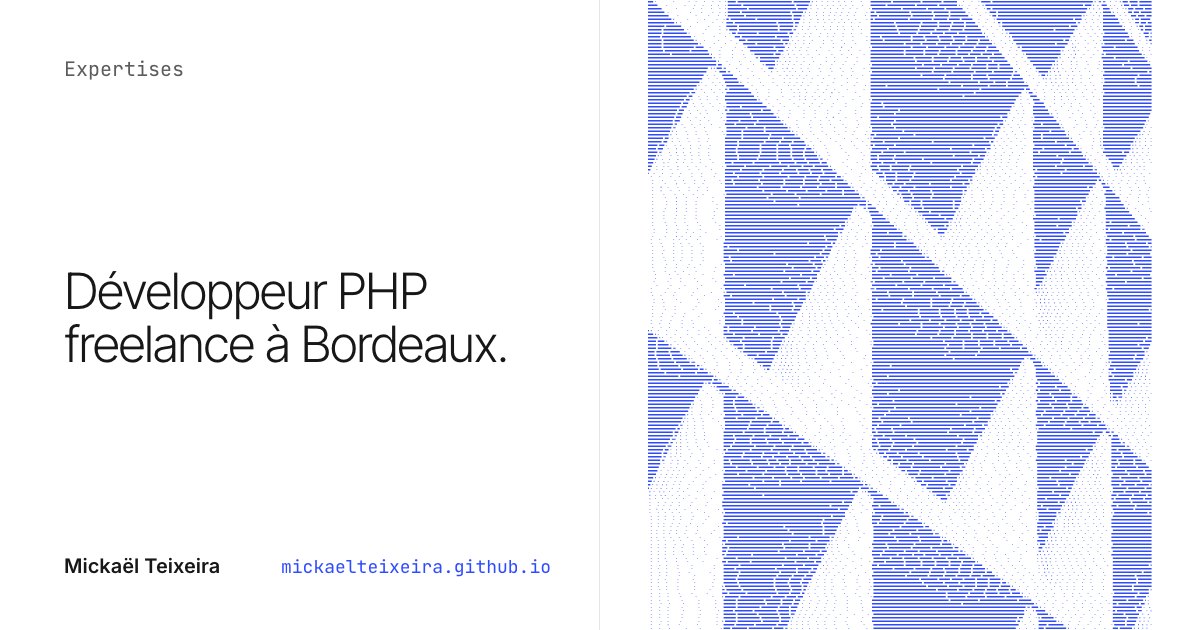 Expertises
Développeur PHP
freelance à Bordeaux.
Mickaël Teixeira
mickaelteixeira.github.io